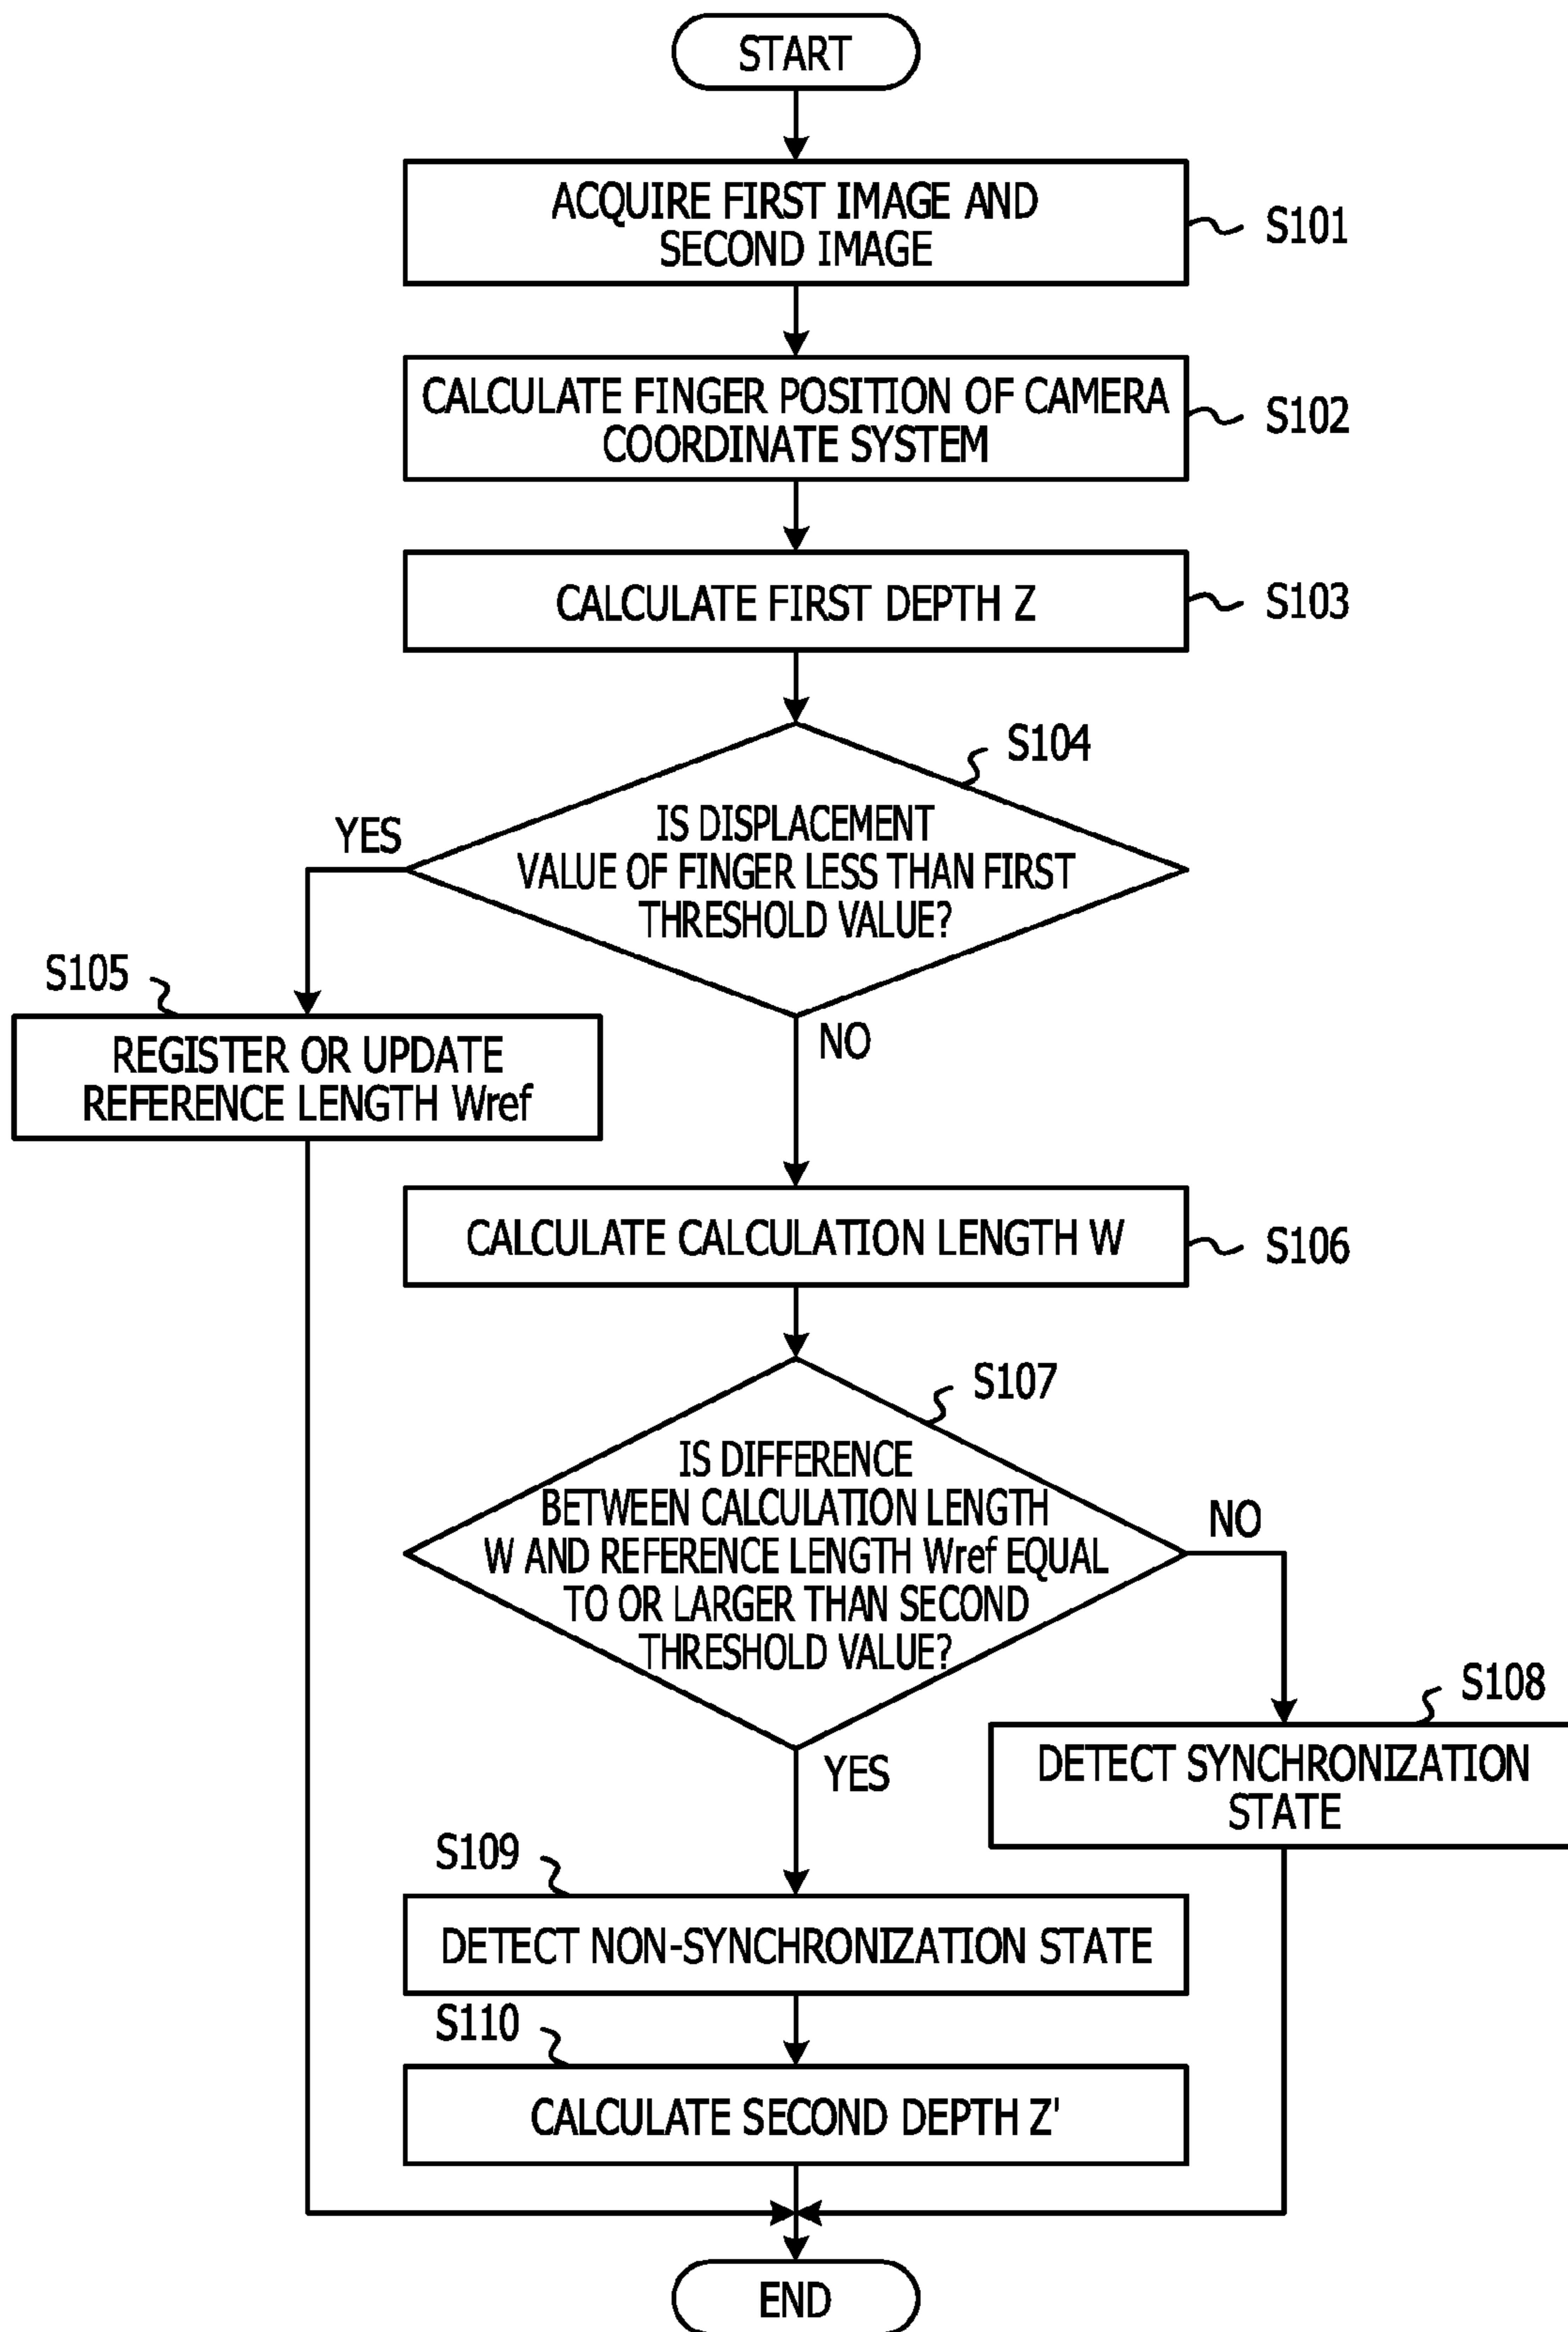 START
ACQUIRE FIRST IMAGE AND
SECOND IMAGE
S101
CALCULATE FINGER POSITION OF CAMERA
COORDINATE SYSTEM
S102
CALCULATE FIRST DEPTH Z
S103
S104
IS DISPLACEMENT
VALUE OF FINGER LESS THAN FIRST
THRESHOLD VALUE?
YES
NO
S105
REGISTER OR UPDATE
REFERENCE LENGTH Wref
CALCULATE CALCULATION LENGTH W
S106
S107
IS DIFFERENCE
BETWEEN CALCULATION LENGTH
W AND REFERENCE LENGTH Wref EQUAL
TO OR LARGER THAN SECOND
THRESHOLD VALUE?
NO
YES
S108
DETECT SYNCHRONIZATION
STATE
S109
DETECT NON-SYNCHRONIZATION STATE
S110
CALCULATE SECOND DEPTH Z'
END